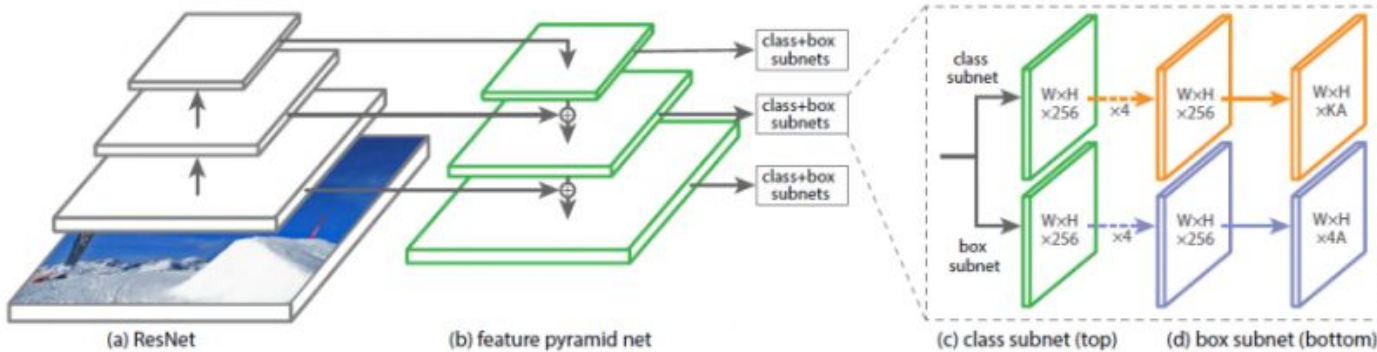 class+box
subnets
class+box
subnets
class+box
subnets
class
subnet
W×H
×256
×4
W×H
×256
W×H
×KA
box
subnet
W×H
×256
×4
W×H
×256
W×H
×4A
(a) ResNet
(b) feature pyramid net
(c) class subnet (top)
(d) box subnet (bottom)